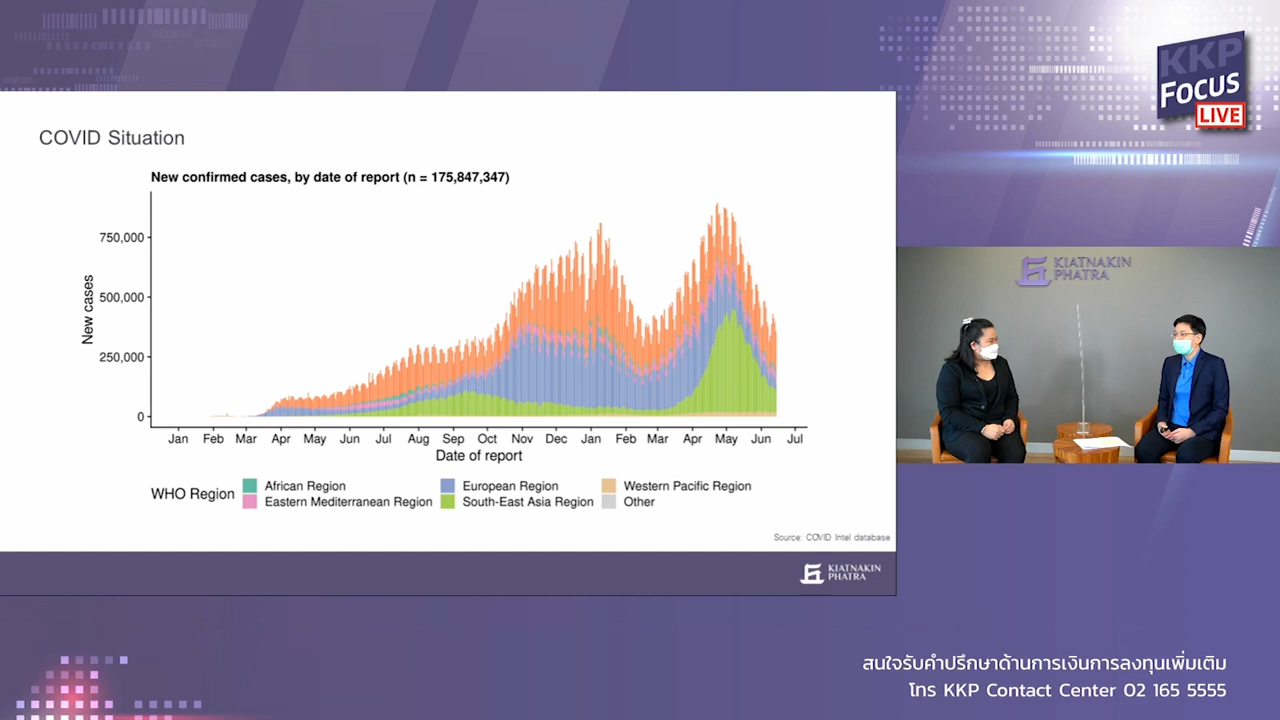 KKP
FOCUS
LIVE
COVID Situation
New confirmed cases, by date of report (n = 175,847,347)
New cases
750,000
500,000
250,000
0
Jan Feb Mar Apr May Jun Jul Aug Sep Oct Nov Dec Jan Feb Mar Apr May Jun Jul
Date of report
WHO Region
African Region European Region Western Pacific Region
Eastern Mediterranean Region South-East Asia Region Other
Source: COVID Intel database
KIATNAKIN
PHATRA
KIATNAKIN
PHATRA
สนใจรับคำปรึกษาด้านการเงินการลงทุนเพิ่มเติม
โทร KKP Contact Center 02 165 5555